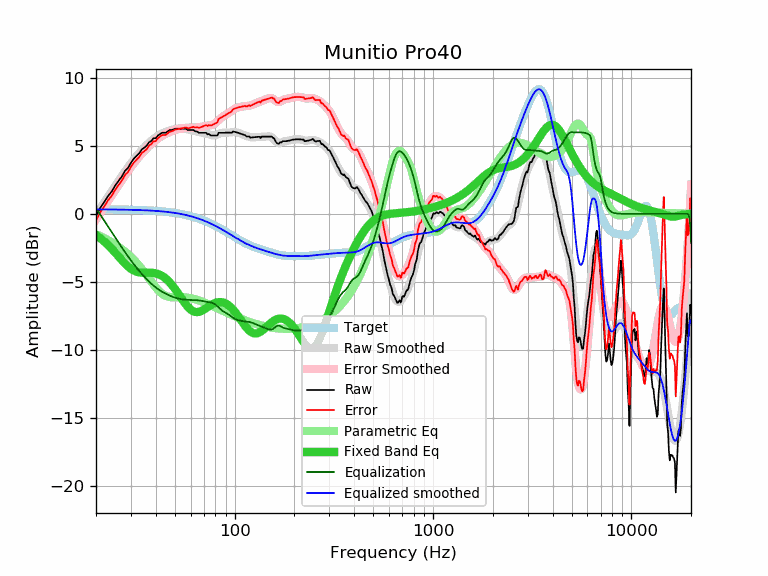 Munitio Pro40
10
5
0
−5
−10
−15
−20
Amplitude (dBr)
Target
Raw Smoothed
Error Smoothed
Raw
Error
Parametric Eq
Fixed Band Eq
Equalization
Equalized smoothed
100
1000
10000
Frequency (Hz)